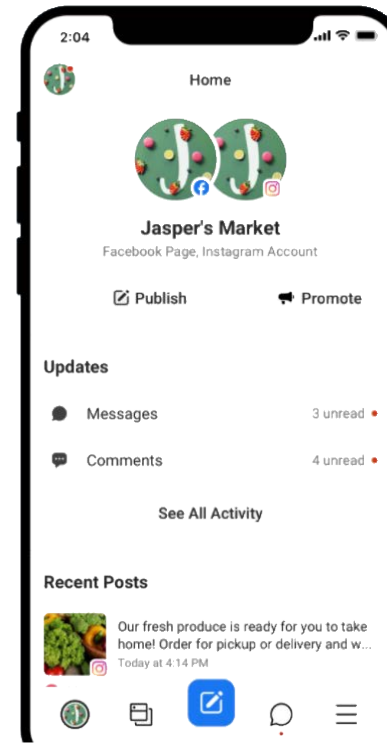 2:04
Home
Jasper's Market
Facebook Page, Instagram Account
Publish
Promote
Updates
Messages
3 unread
Comments
4 unread
See All Activity
Recent Posts
Our fresh produce is ready for you to take
home! Order for pickup or delivery and w...
Today at 4:14 PM